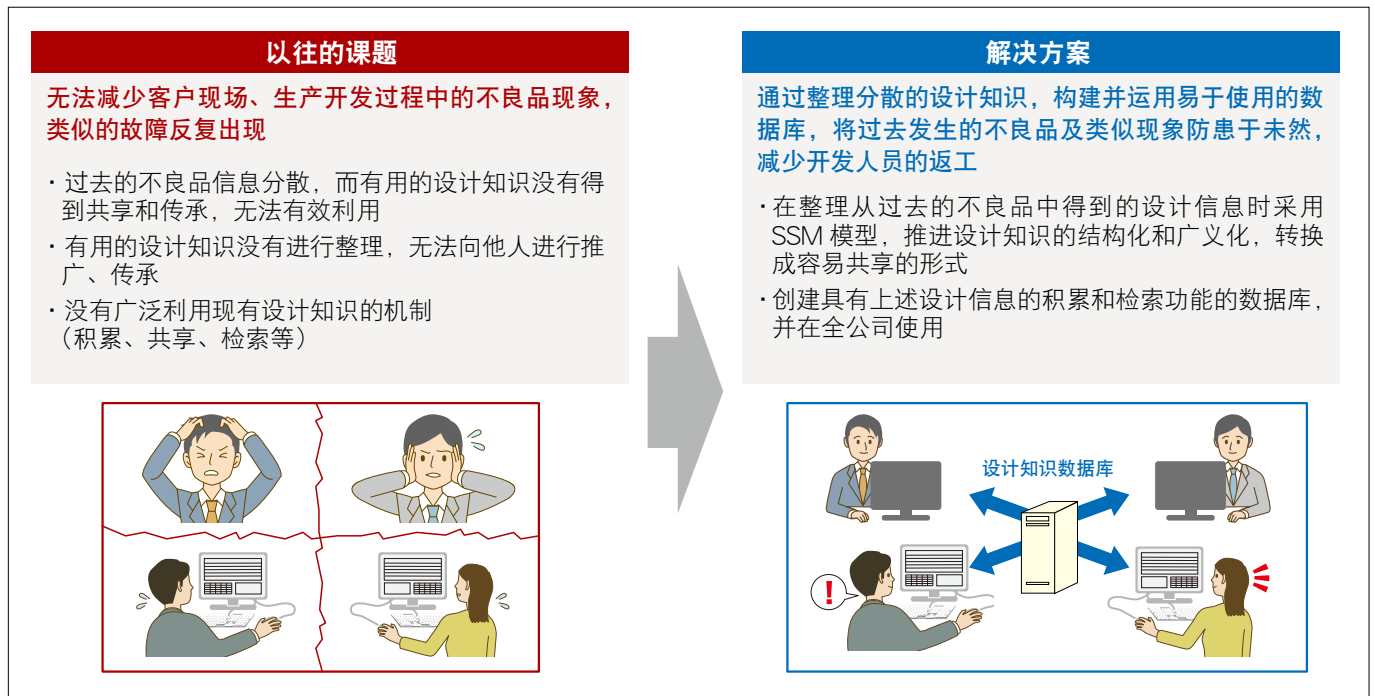 以往的课题
无法减少客户现场、生产开发过程中的不良品现象，
类似的故障反复出现
・过去的不良品信息分散，而有用的设计知识没有得
到共享和传承，无法有效利用
・有用的设计知识没有进行整理，无法向他人进行推
广、传承
・没有广泛利用现有设计知识的机制
（积累、共享、检索等）
解决方案
通过整理分散的设计知识，构建并运用易于使用的数
据库，将过去发生的不良品及类似现象防患于未然，
减少开发人员的返工
・在整理从过去的不良品中得到的设计信息时采用
SSM 模型，推进设计知识的结构化和广义化，转换
成容易共享的形式
・创建具有上述设计信息的积累和检索功能的数据库，
并在全公司使用
设计知识数据库
!